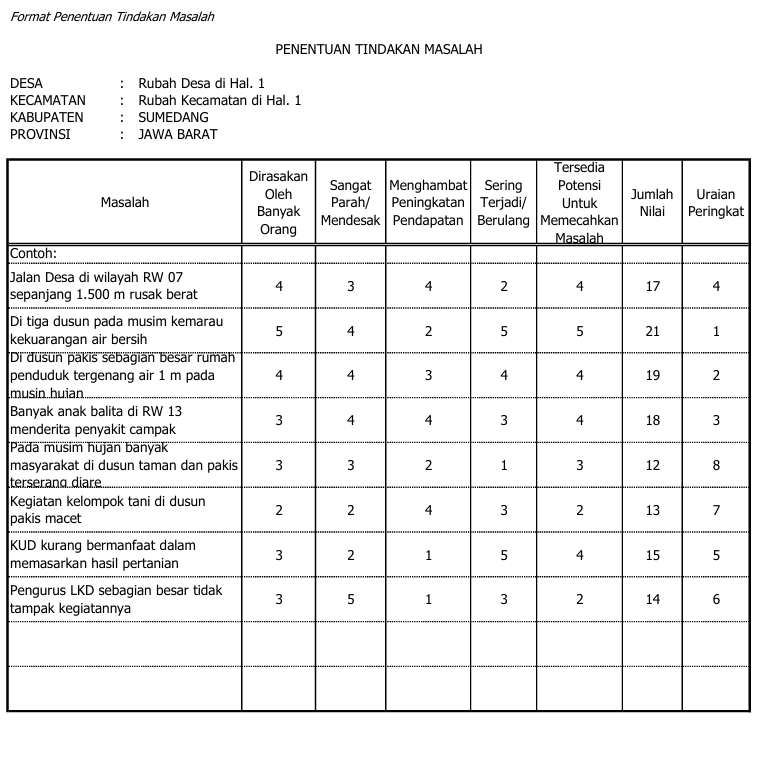 Format Penentuan Tindakan Masalah
PENENTUAN TINDAKAN MASALAH
DESA : Rubah Desa di Hal. 1
KECAMATAN : Rubah Kecamatan di Hal. 1
KABUPATEN : SUMEDANG
PROVINSI : JAWA BARAT
Masalah
Dirasakan
Oleh
Banyak
Orang
Sangat
Parah/
Mendesak
Menghambat
Peningkatan
Pendapatan
Sering
Terjadi/
Berulang
Tersedia
Potensi
Untuk
Memecahkan
Masalah
Jumlah
Nilai
Uraian
Peringkat
Contoh:
Jalan Desa di wilayah RW 07
sepanjang 1.500 m rusak berat
4 3 4 2 4 17 4
Di tiga dusun pada musim kemarau
kekuarangan air bersih
5 4 2 5 5 21 1
Di dusun pakis sebagian besar rumah
penduduk tergenang air 1 m pada
musin hujan
4 4 3 4 4 19 2
Banyak anak balita di RW 13
menderita penyakit campak
3 4 4 3 4 18 3
Pada musim hujan banyak
masyarakat di dusun taman dan pakis
terserang diare
3 3 2 1 3 12 8
Kegiatan kelompok tani di dusun
pakis macet
2 2 4 3 2 13 7
KUD kurang bermanfaat dalam
memasarkan hasil pertanian
3 2 1 5 4 15 5
Pengurus LKD sebagian besar tidak
tampak kegiatannya
3 5 1 3 2 14 6